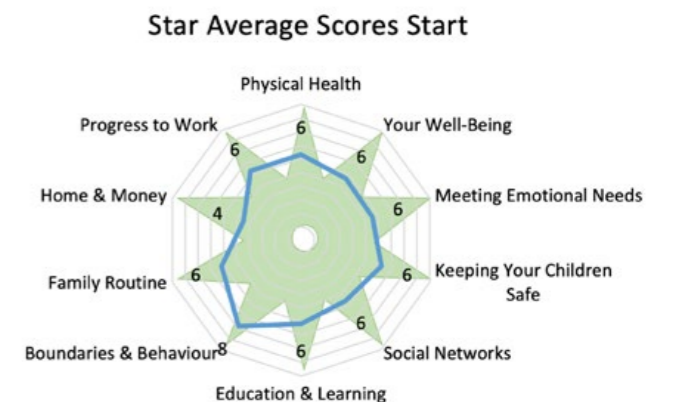 Star Average Scores Start
Physical Health
6
Progress to Work
6
Your Well-Being
6
Home & Money
4
Meeting Emotional Needs
6
Family Routine
6
Keeping Your Children
Safe
6
Boundaries & Behaviour
8
Social Networks
6
6
Education & Learning